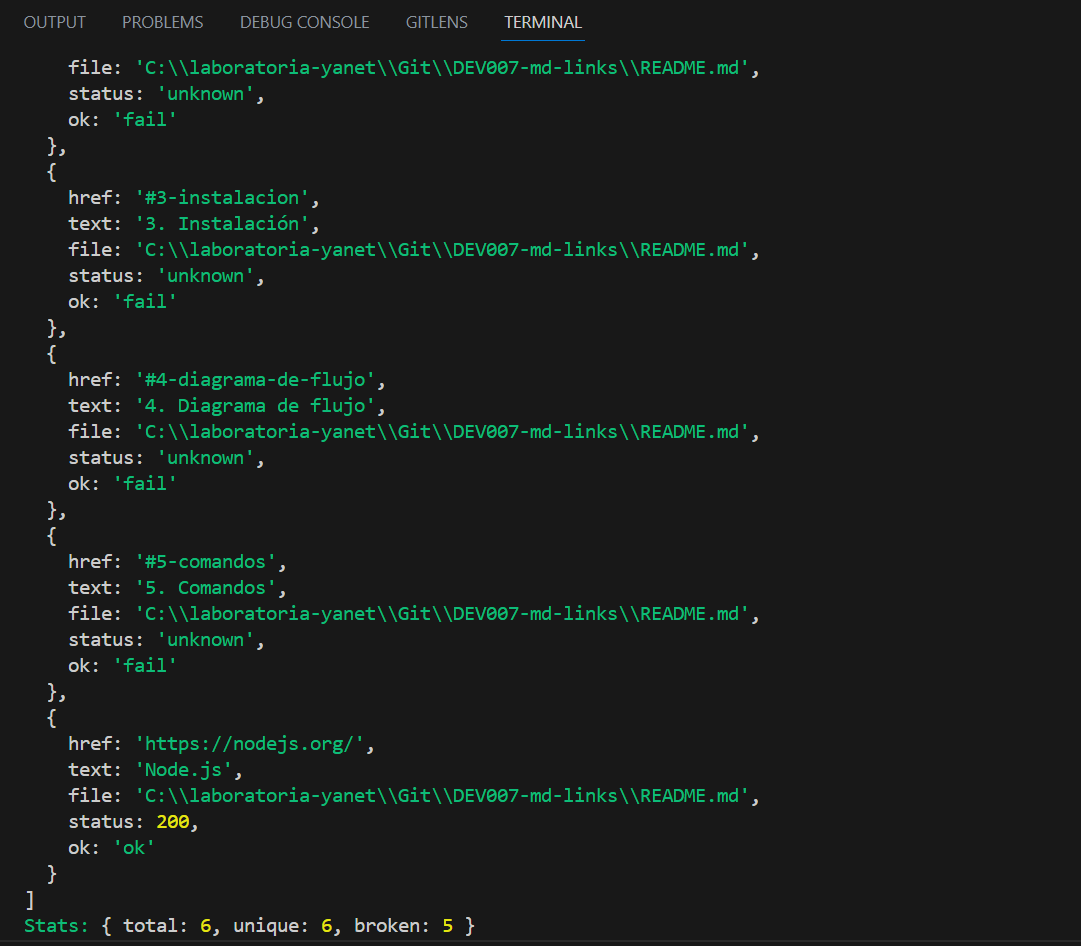 OUTPUT PROBLEMS DEBUG CONSOLE GITLENS TERMINAL
file: 'C:\\laboratoria-yanet\\Git\\DEV007-md-links\\README.md',
status: 'unknown',
ok: 'fail'
},
{
href: '#3-instalacion',
text: '3. Instalación',
file: 'C:\\laboratoria-yanet\\Git\\DEV007-md-links\\README.md',
status: 'unknown',
ok: 'fail'
},
{
href: '#4-diagrama-de-flujo',
text: '4. Diagrama de flujo',
file: 'C:\\laboratoria-yanet\\Git\\DEV007-md-links\\README.md',
status: 'unknown',
ok: 'fail'
},
{
href: '#5-comandos',
text: '5. Comandos',
file: 'C:\\laboratoria-yanet\\Git\\DEV007-md-links\\README.md',
status: 'unknown',
ok: 'fail'
},
{
href: 'https://nodejs.org/',
text: 'Node.js',
file: 'C:\\laboratoria-yanet\\Git\\DEV007-md-links\\README.md',
status: 200,
ok: 'ok'
}
]
Stats: { total: 6, unique: 6, broken: 5 }